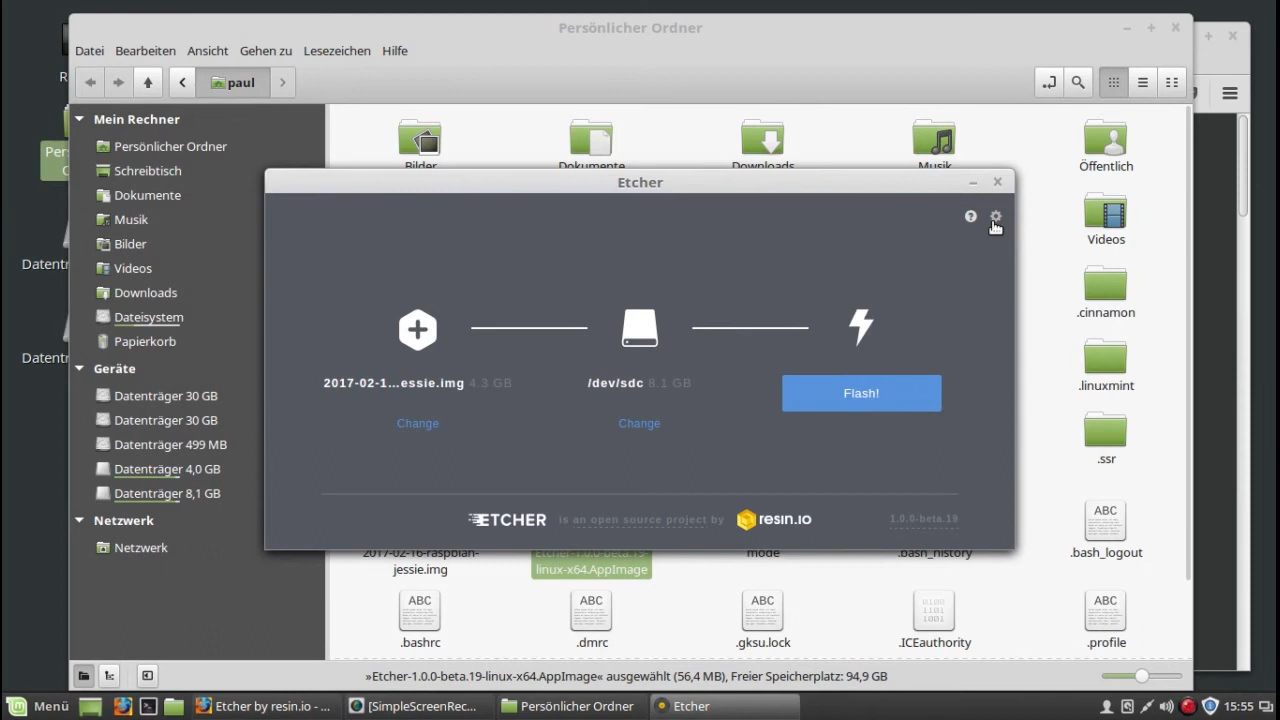 Persönlicher Ordner
Datei Bearbeiten Ansicht Gehen zu Lesezeichen Hilfe
paul
Mein Rechner
Persönlicher Ordner
Schreibtisch
Dokumente
Musik
Bilder
Videos
Downloads
Dateisystem
Papierkorb
Geräte
Datenträger 30 GB
Datenträger 30 GB
Datenträger 499 MB
Datenträger 4,0 GB
Datenträger 8,1 GB
Netzwerk
Netzwerk
Bilder Dokumente Downloads Musik Öffentlich
Videos
.cinnamon
.linuxmint
.ssr
Etcher
2017-02-1...essie.img 4.3 GB
Change
/dev/sdc 8.1 GB
Change
Flash!
ETCHER is an open source project by resin.io 1.0.0-beta.19
2017-02-16-raspbian-
jessie.img
Etcher-1.0.0-beta.19-
linux-x64.AppImage
mode
.bash_history
ABC
.bash_logout
ABC
.bashrc
ABC
.dmrc
ABC
.gksu.lock
.ICEauthority
ABC
.profile
»Etcher-1.0.0-beta.19-linux-x64.AppImage« ausgewählt (56,4 MB), Freier Speicherplatz: 94,9 GB
Menü
Etcher by resin.io - ...
[SimpleScreenRec...
Persönlicher Ordner
Etcher
15:55